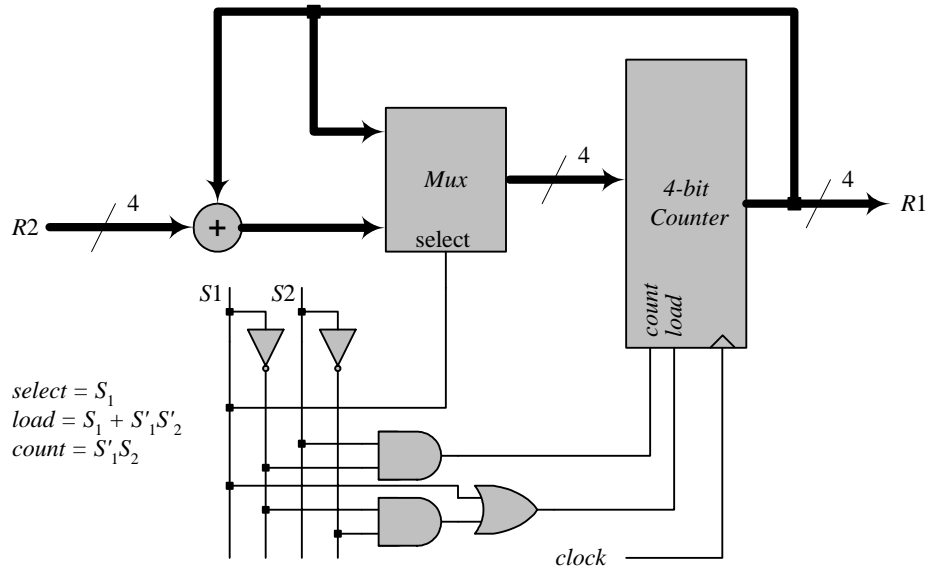 4
Mux
4
4-bit
Counter
4
R1
R2
4
+
select
S1
S2
count
load
select = S₁
load = S₁ + S'₁S'₂
count = S'₁S₂
clock